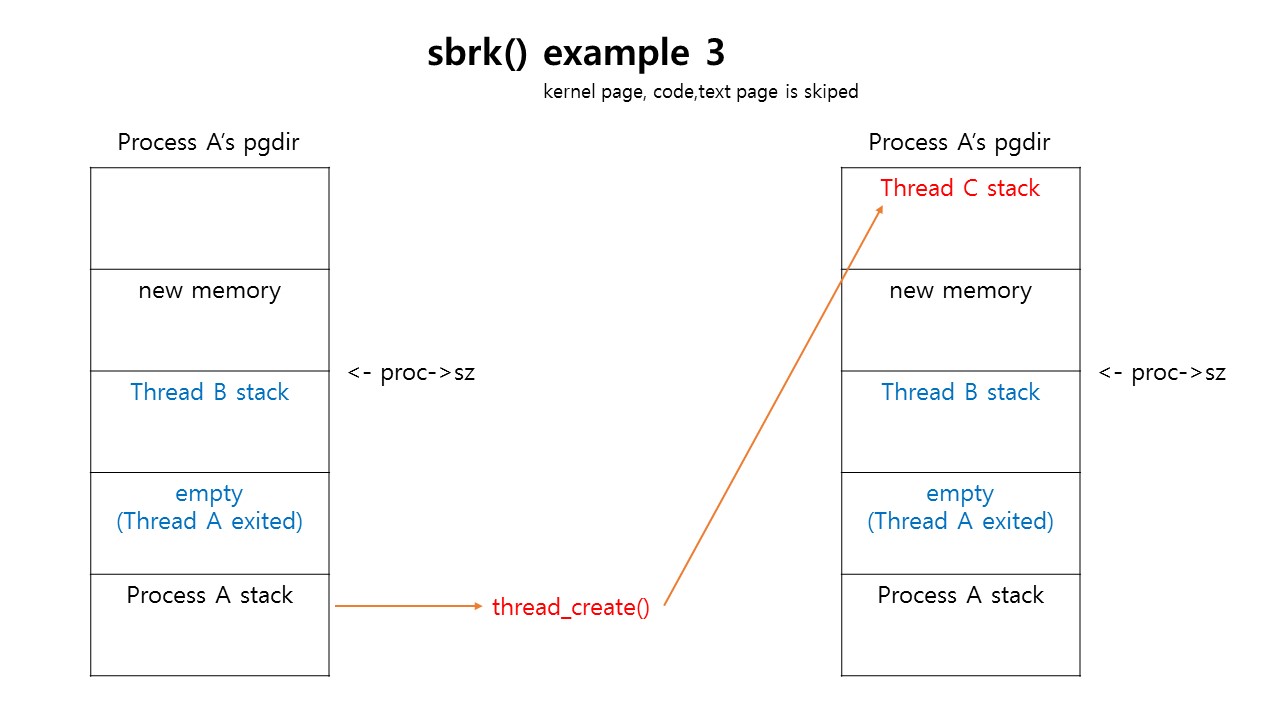 sbrk() example 3
kernel page, code,text page is skiped
Process A’s pgdir
new memory
<- proc->sz
Thread B stack
empty
(Thread A exited)
Process A stack
thread_create()
Process A’s pgdir
Thread C stack
new memory
<- proc->sz
Thread B stack
empty
(Thread A exited)
Process A stack